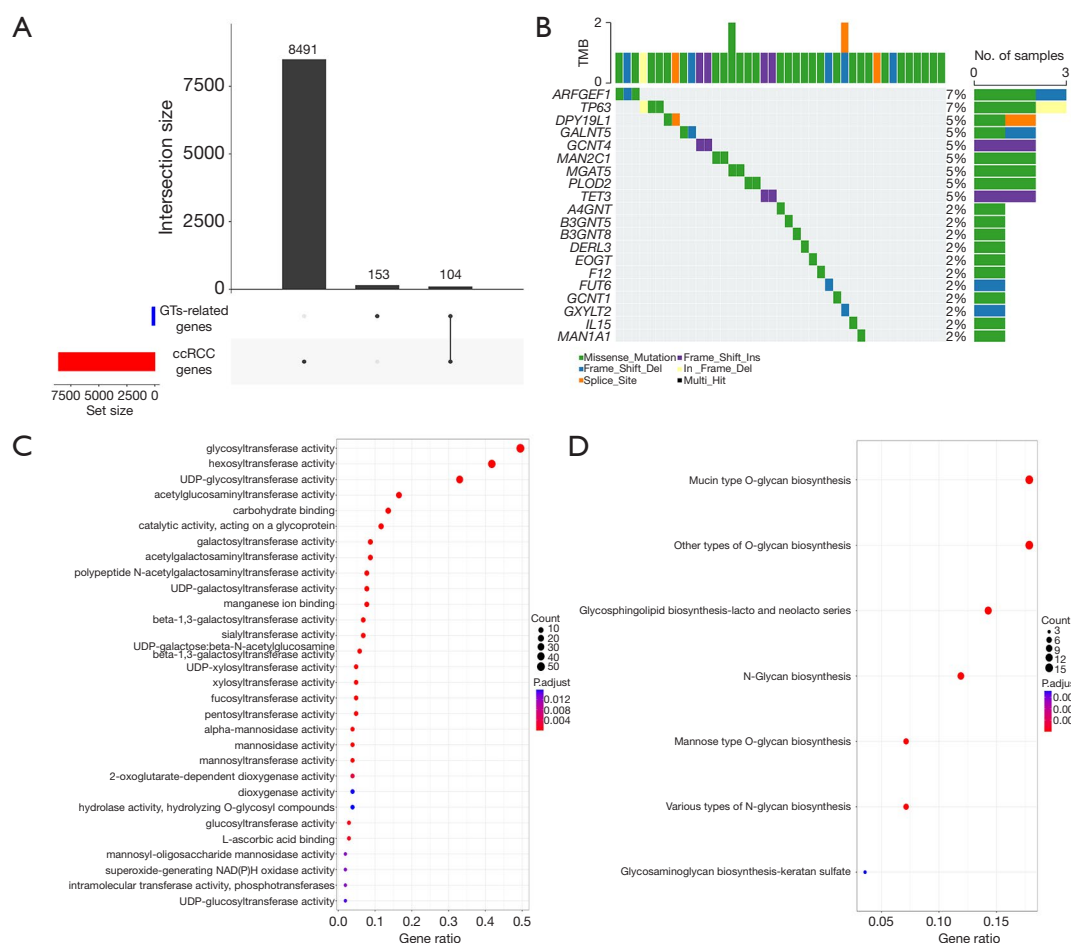 A
Intersection size
7500
5000
2500
0
8491
153
104
GTs-related
genes
ccRCC
genes
7500 5000 2500 0
Set size
B
TMB
2
0
No. of samples
0 3
ARFGEF1 7%
TP63 7%
DPY19L1 5%
GALNT5 5%
GCNT4 5%
MAN2C1 5%
MGAT5 5%
PLOD2 5%
TET3 5%
A4GNT 2%
B3GNT5 2%
B3GNT8 2%
DERL3 2%
EOGT 2%
F12 2%
FUT6 2%
GCNT1 2%
GXYLT2 2%
IL15 2%
MAN1A1 2%
Missense_Mutation Frame_Shift_Ins
Frame_Shift_Del In _Frame_Del
Splice_Site Multi_Hit
C
glycosyltransferase activity
hexosyltransferase activity
UDP-glycosyltransferase activity
acetylglucosaminyltransferase activity
carbohydrate binding
catalytic activity, acting on a glycoprotein
galactosyltransferase activity
acetylgalactosaminyltransferase activity
polypeptide N-acetylgalactosaminyltransferase activity
UDP-galactosyltransferase activity
manganese ion binding
beta-1,3-galactosyltransferase activity
sialyltransferase activity
UDP-galactose:beta-N-acetylglucosamine
beta-1,3-galactosyltransferase activity
UDP-xylosyltransferase activity
xylosyltransferase activity
fucosyltransferase activity
pentosyltransferase activity
alpha-mannosidase activity
mannosidase activity
mannosyltransferase activity
2-oxoglutarate-dependent dioxygenase activity
dioxygenase activity
hydrolase activity, hydrolyzing O-glycosyl compounds
glucosyltransferase activity
L-ascorbic acid binding
mannosyl-oligosaccharide mannosidase activity
superoxide-generating NAD(P)H oxidase activity
intramolecular transferase activity, phosphotransferases
UDP-glucosyltransferase activity
0.0 0.1 0.2 0.3 0.4 0.5
Gene ratio
Count
10
20
30
40
50
P.adjust
0.012
0.008
0.004
D
Mucin type O-glycan biosynthesis
Other types of O-glycan biosynthesis
Glycosphingolipid biosynthesis-lacto and neolacto series
N-Glycan biosynthesis
Mannose type O-glycan biosynthesis
Various types of N-glycan biosynthesis
Glycosaminoglycan biosynthesis-keratan sulfate
0.05 0.10 0.15
Gene ratio
Count
3
6
9
12
15
P.adjust
0.00
0.00
0.00